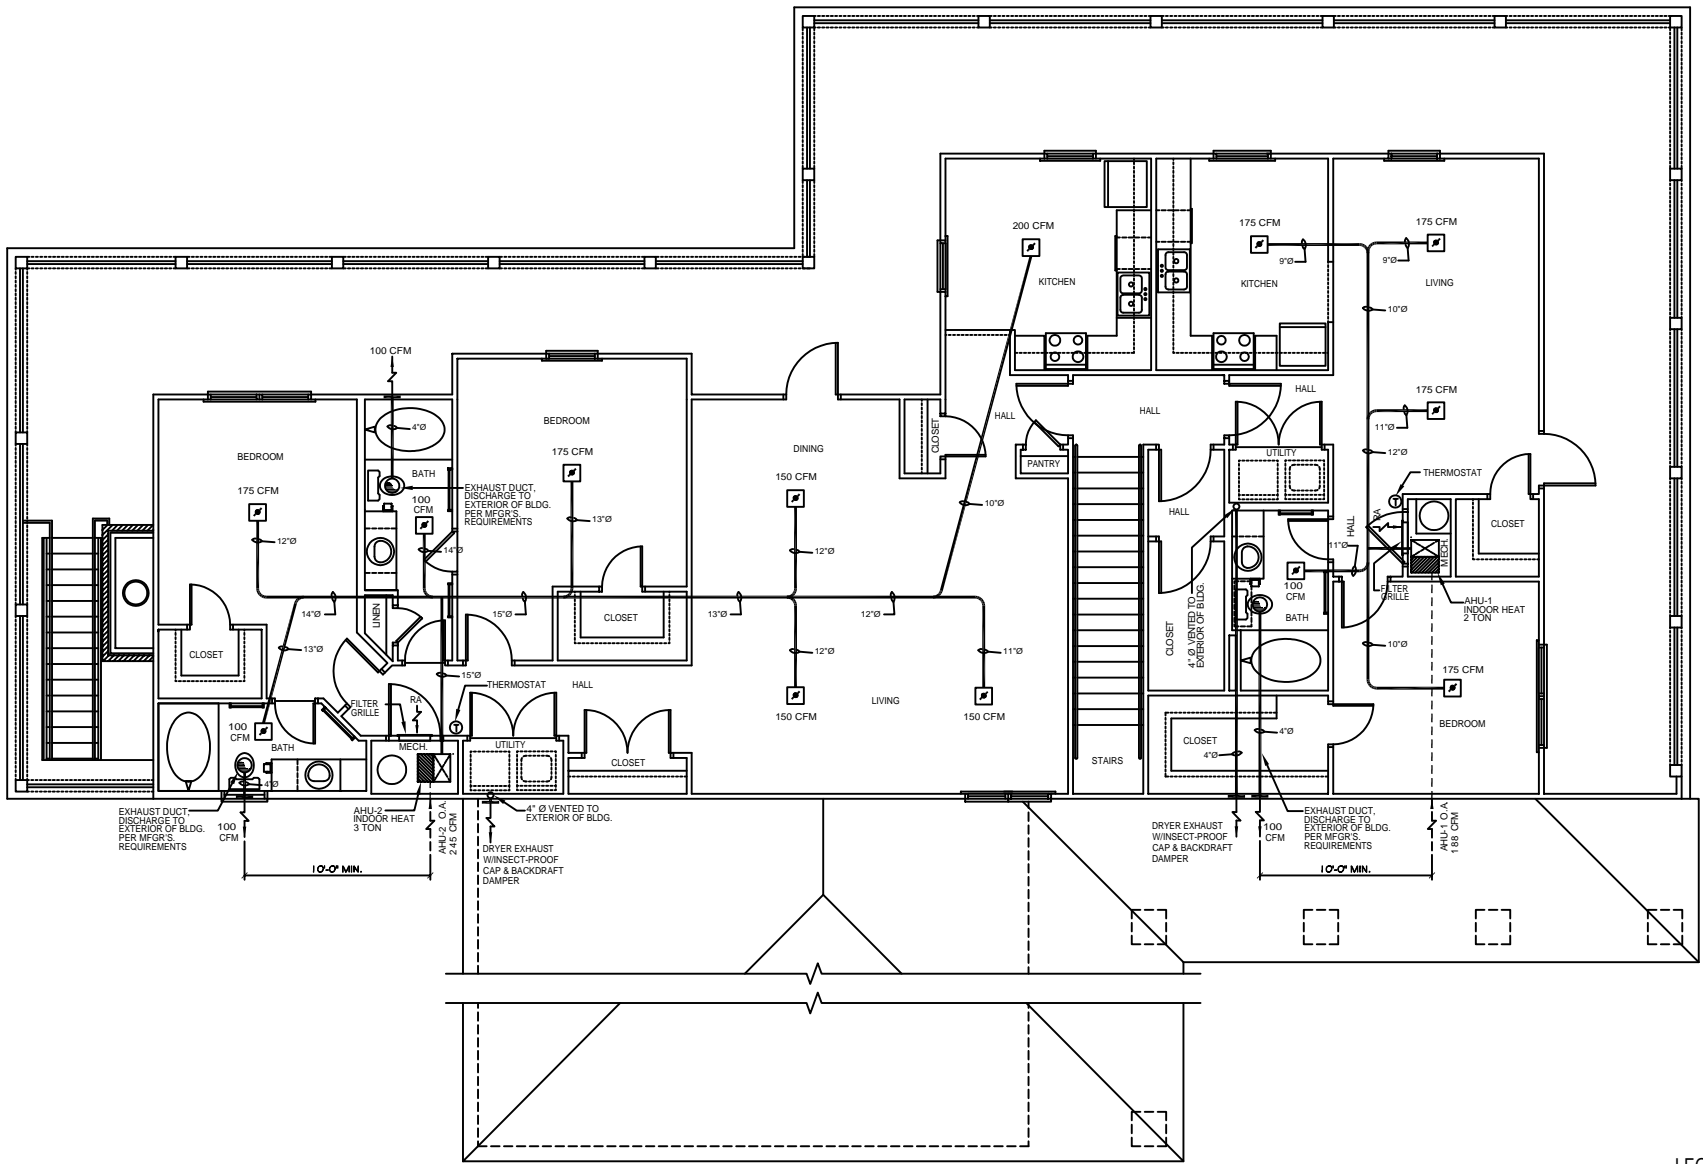 200 CFM
175 CFM
175 CFM
9"Ø
9"Ø
KITCHEN
KITCHEN
LIVING
10"Ø
100 CFM
175 CFM
HALL
HALL
HALL
11"Ø
4"Ø
BEDROOM
DINING
CLOSET
BEDROOM
BATH
175 CFM
PANTRY
UTILITY
12"Ø
THERMOSTAT
150 CFM
175 CFM
EXHAUST DUCT,
DISCHARGE TO
EXTERIOR OF BLDG.
PER MFGR'S.
REQUIREMENTS
100
CFM
10"Ø
HALL
HALL
RA
CLOSET
13"Ø
12"Ø
14"Ø
12"Ø
11"Ø
MECH.
100
CFM
FILTER
GRILLE
AHU-1
INDOOR HEAT
2 TON
BATH
LINEN
14"Ø
15"Ø
CLOSET
13"Ø
12"Ø
CLOSET
4" Ø VENTED TO
EXTERIOR OF BLDG.
13"Ø
CLOSET
12"Ø
11"Ø
10"Ø
15"Ø
THERMOSTAT
HALL
175 CFM
FILTER
GRILLE
RA
LIVING
150 CFM
150 CFM
BEDROOM
100
CFM
T
T
BATH
MECH.
UTILITY
CLOSET
STAIRS
CLOSET
4"Ø
4"Ø
4"Ø
EXHAUST DUCT,
DISCHARGE TO
EXTERIOR OF BLDG.
PER MFGR'S.
REQUIREMENTS
100
CFM
AHU-2
INDOOR HEAT
3 TON
AHU-2 O.A.
245 CFM
4" Ø VENTED TO
EXTERIOR OF BLDG.
DRYER EXHAUST
W/INSECT-PROOF
CAP & BACKDRAFT
DAMPER
DRYER EXHAUST
W/INSECT-PROOF
CAP & BACKDRAFT
DAMPER
100
CFM
EXHAUST DUCT,
DISCHARGE TO
EXTERIOR OF BLDG.
PER MFGR'S.
REQUIREMENTS
AHU-1 O.A.
188 CFM
10'-0" MIN.
10'-0" MIN.